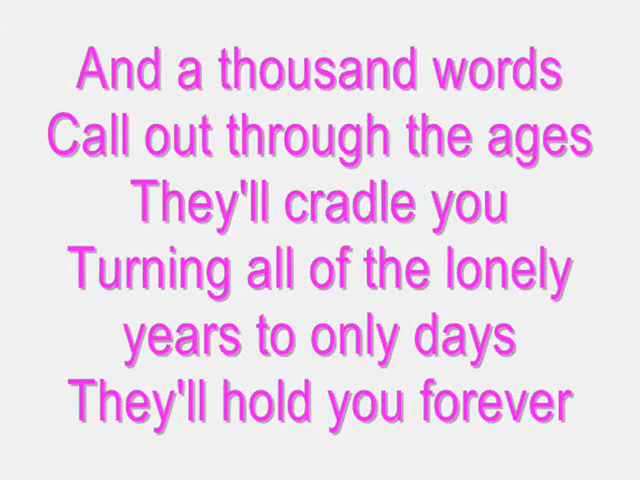 And a thousand words
Call out through the ages
They'll cradle you
Turning all of the lonely
years to only days
They'll hold you forever